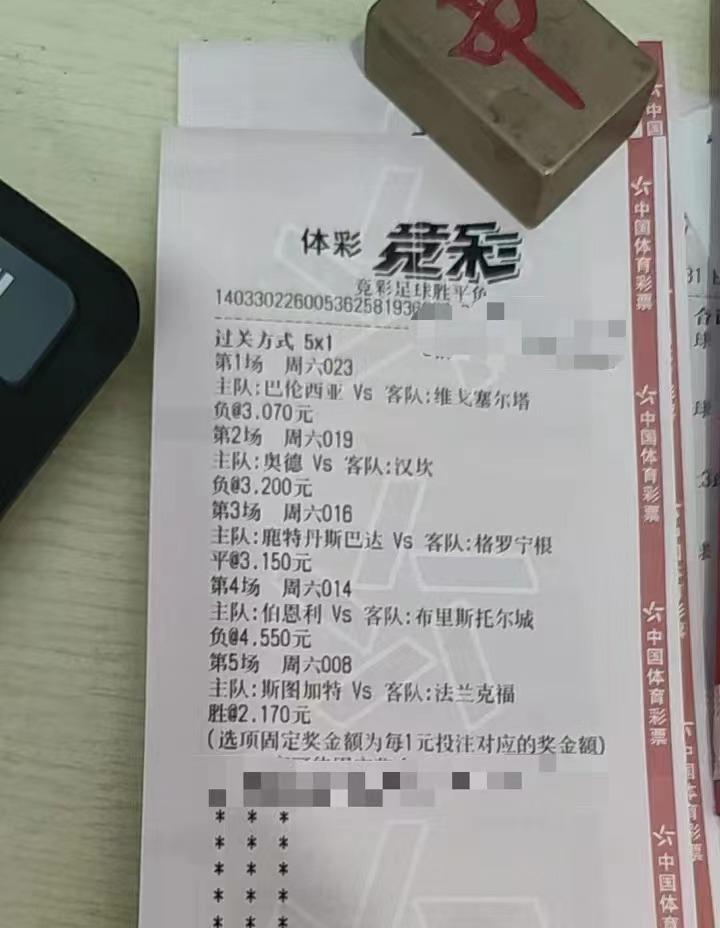 中
体彩 竞彩
竞彩足球胜平负
14033022600536258193
过关方式 5x1
第1场 周六023
主队:巴伦西亚 Vs 客队:维戈塞尔塔
负@3.070元
第2场 周六019
主队:奥德 Vs 客队:汉坎
负@3.200元
第3场 周六016
主队:鹿特丹斯巴达 Vs 客队:格罗宁根
平@3.150元
第4场 周六014
主队:伯恩利 Vs 客队:布里斯托尔城
负@4.550元
第5场 周六008
主队:斯图加特 Vs 客队:法兰克福
胜@2.170元
(选项固定奖金额为每1元投注对应的奖金额)
* * *
* * *
* * *
* * *
* * *
中国
中国体育彩票
中国体育彩票
中国体育彩票
中国体育彩票